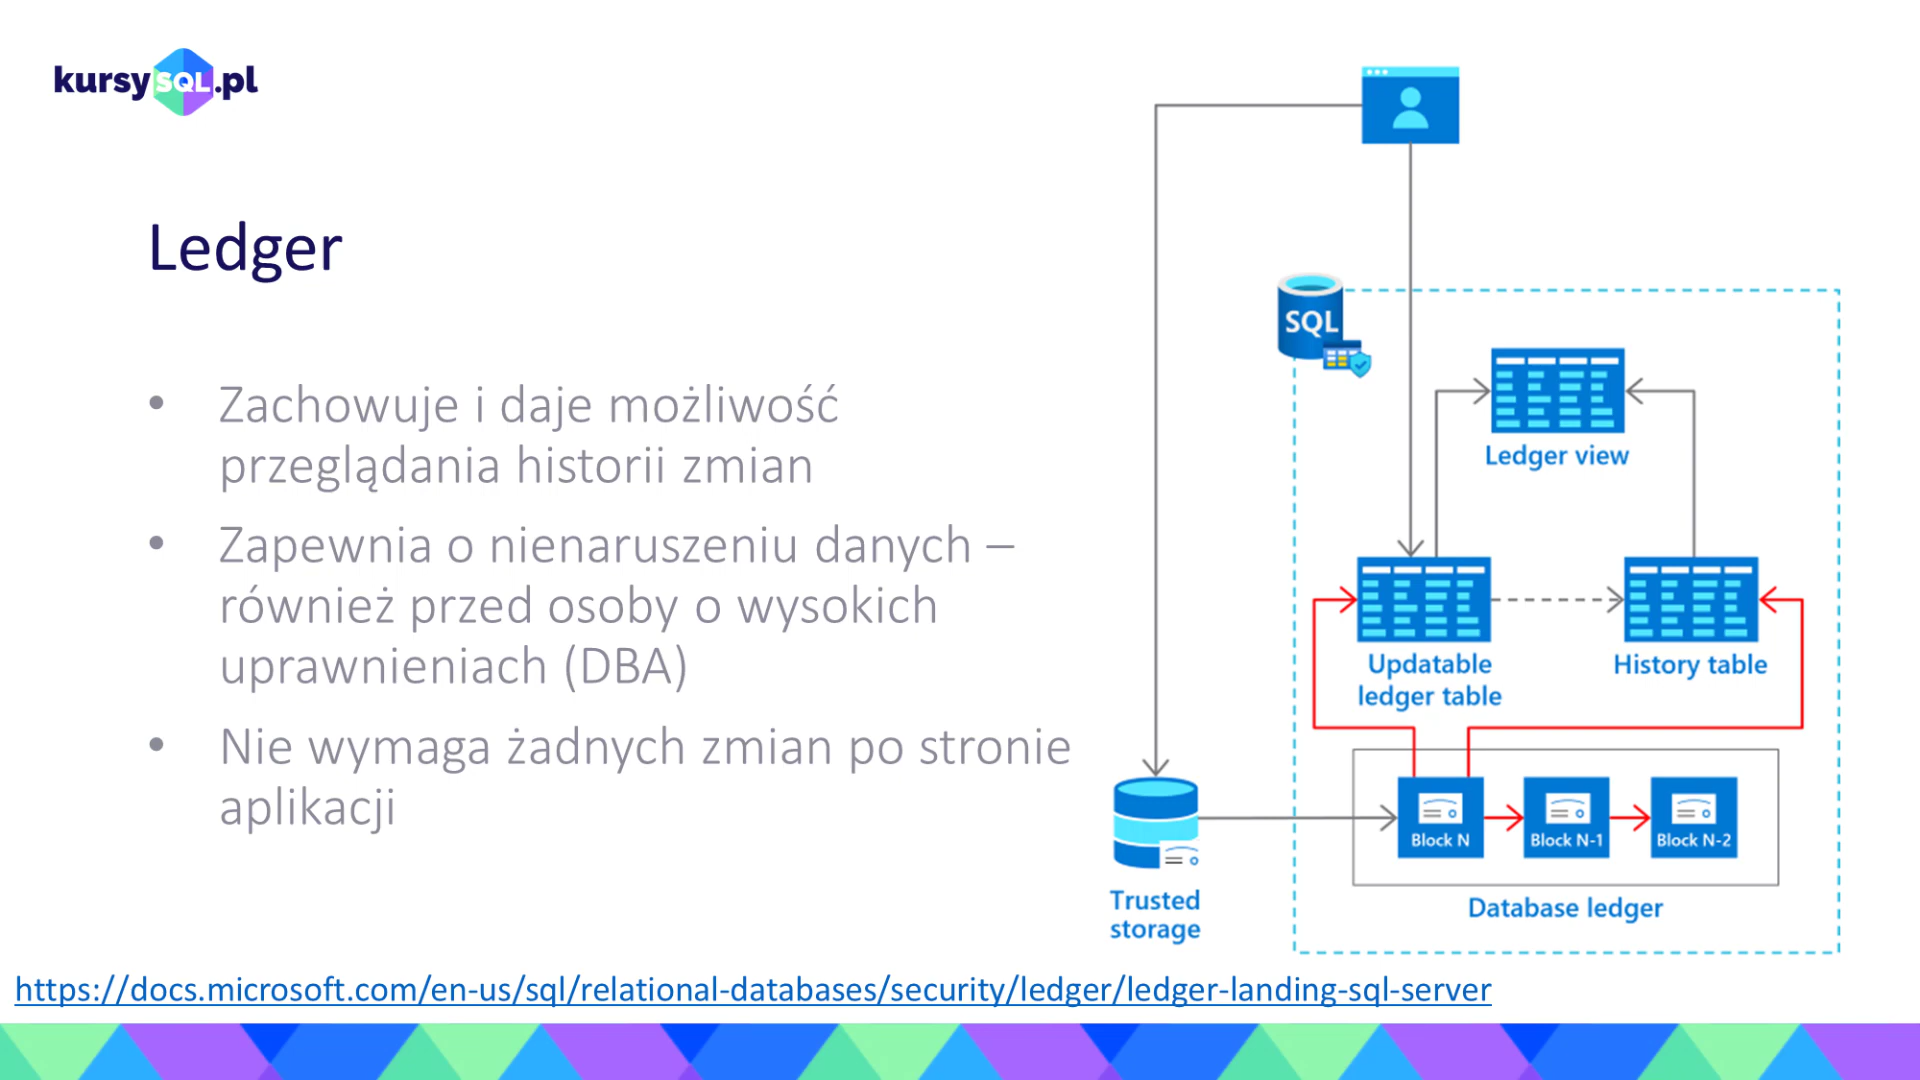 kursySQL.pl
Ledger
• Zachowuje i daje możliwość
przeglądania historii zmian
• Zapewnia o nienaruszeniu danych –
również przed osoby o wysokich
uprawnieniach (DBA)
• Nie wymaga żadnych zmian po stronie
aplikacji
SQL
Ledger view
Updatable
ledger table
History table
Block N
Block N-1
Block N-2
Database ledger
Trusted
storage
https://docs.microsoft.com/en-us/sql/relational-databases/security/ledger/ledger-landing-sql-server